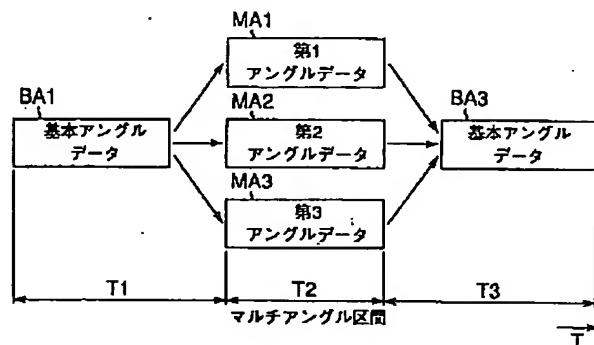 MA1
第1
アングルデータ
BA1
基本アングル
データ
MA2
第2
アングルデータ
BA3
基本アングル
データ
MA3
第3
アングルデータ
T1
T2
T3
マルチアングル区間
T